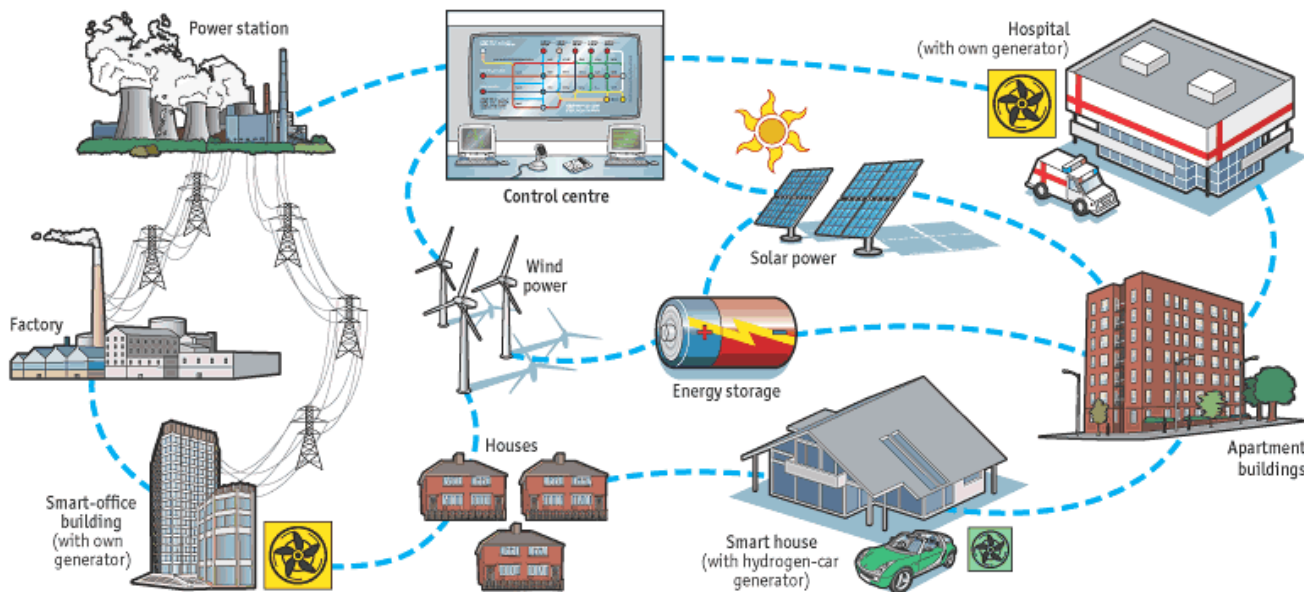 Power station
Hospital
(with own
generator)
Control centre
Solar power
Wind
power
Factory
Energy storage
Houses
Apartment
buildings
Smart-office
building
(with own
generator)
Smart house
(with hydrogen-car
generator)
+
-